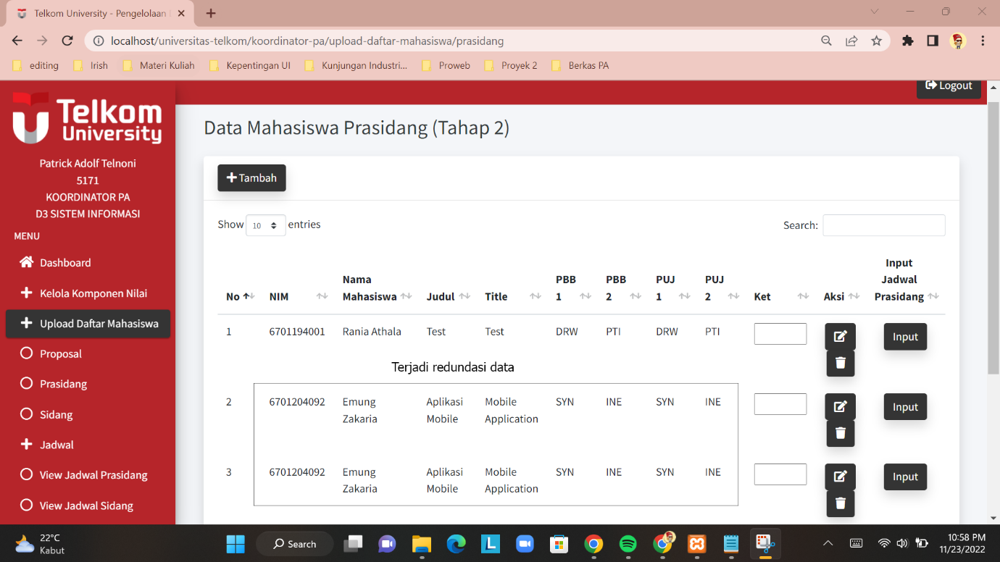 Telkom University - Pengelolaan
localhost/universitas-telkom/koordinator-pa/upload-daftar-mahasiswa/prasidang
editing Irish Materi Kuliah Kepentingan UI Kunjungan Industri... Proweb Proyek 2 Berkas PA
Logout
Telkom
University
Patrick Adolf Telnoni
5171
KOORDINATOR PA
D3 SISTEM INFORMASI
MENU
Dashboard
Kelola Komponen Nilai
Upload Daftar Mahasiswa
Proposal
Prasidang
Sidang
Jadwal
View Jadwal Prasidang
View Jadwal Sidang
Data Mahasiswa Prasidang (Tahap 2)
Tambah
Show 10 entries
Search:
No NIM Nama Mahasiswa Judul Title PBB 1 PBB 2 PUJ 1 PUJ 2 Ket Aksi Input Jadwal Prasidang
1 6701194001 Rania Athala Test Test DRW PTI DRW PTI Input
Terjadi redundasi data
2 6701204092 Emung Zakaria Aplikasi Mobile Mobile Application SYN INE SYN INE Input
3 6701204092 Emung Zakaria Aplikasi Mobile Mobile Application SYN INE SYN INE Input
22°C
Kabut
Search
10:58 PM
11/23/2022